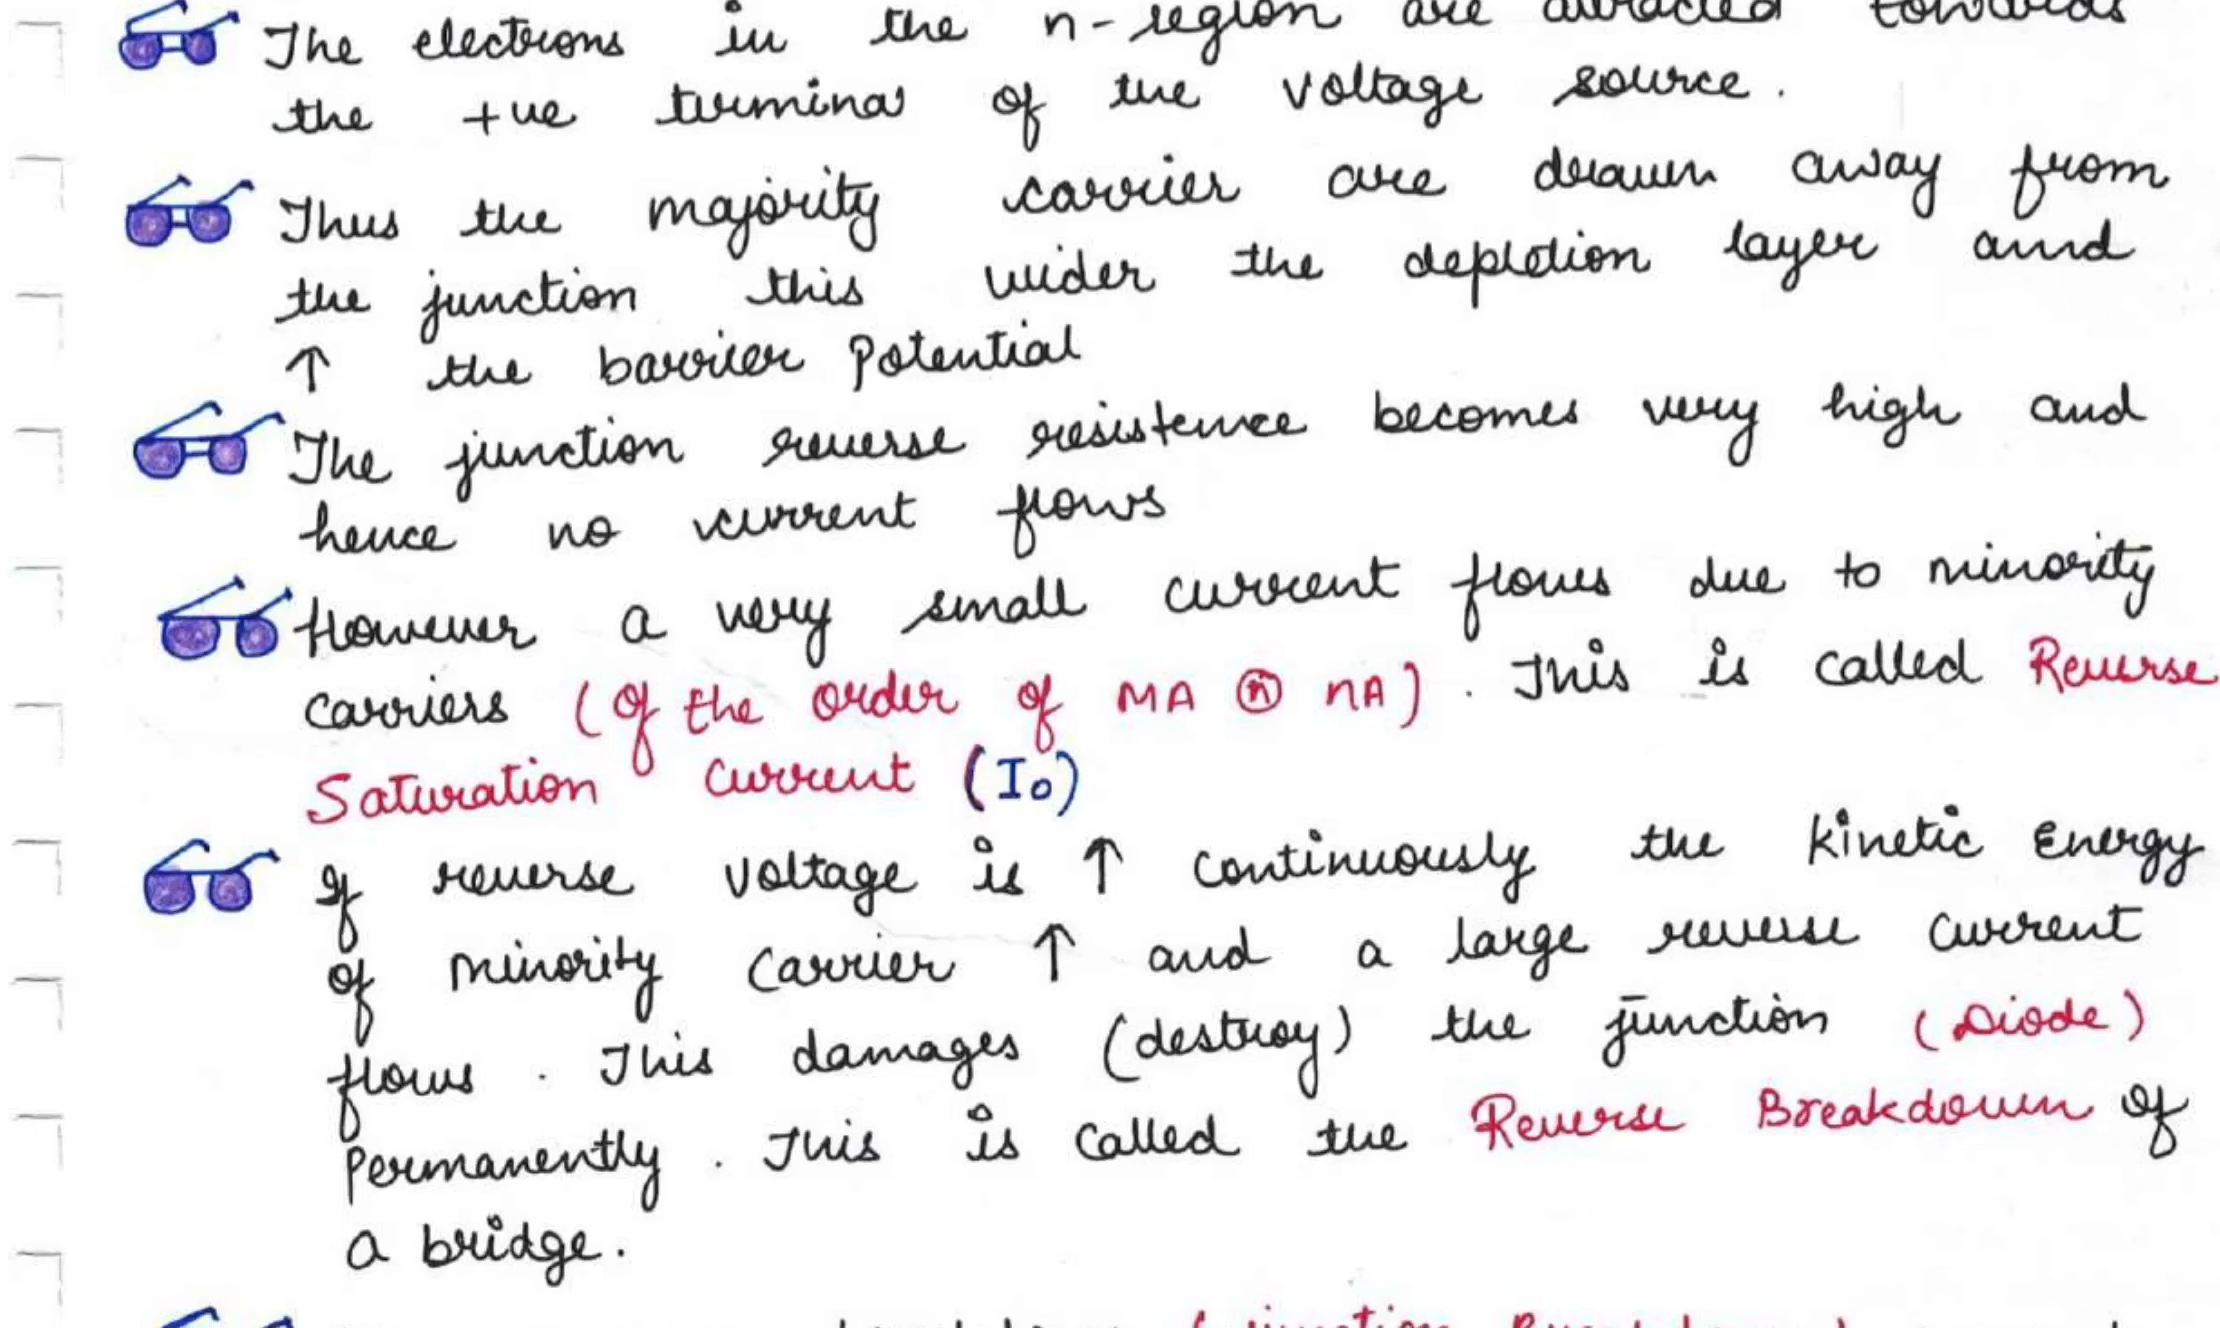 The electrons in the n-region are attracted towards
the +ve terminal of the voltage source.
Thus the majority carrier are drawn away from
the junction this wider the depletion layer and
↑ the barrier Potential
The junction reverse resistence becomes very high and
hence no current flows
However a very small current flows due to minority
carriers (Of the order of MA nA). This is called Reverse
Saturation Current (Io)
If reverse voltage is ↑ continuously the kinetic Energy
of minority carrier ↑ and a large reverse current
flows. This damages (destroy) the junction (Diode)
Permanently. This is called the Reverse Breakdown of
a bridge.
(junction Breakdown)